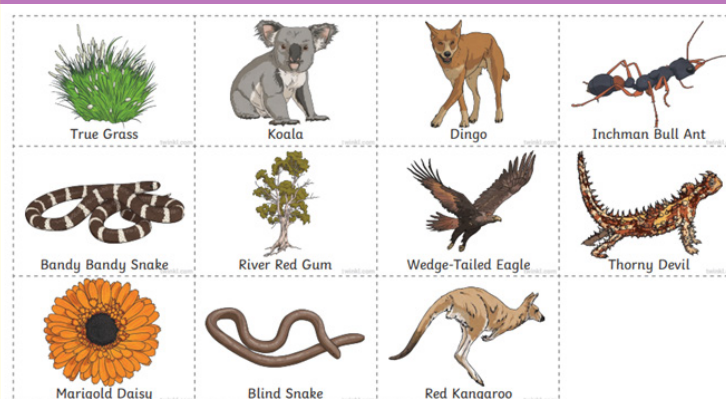 True Grass
Koala
Dingo
Inchman Bull Ant
Bandy Bandy Snake
River Red Gum
Wedge-Tailed Eagle
Thorny Devil
Marigold Daisy
Blind Snake
Red Kangaroo